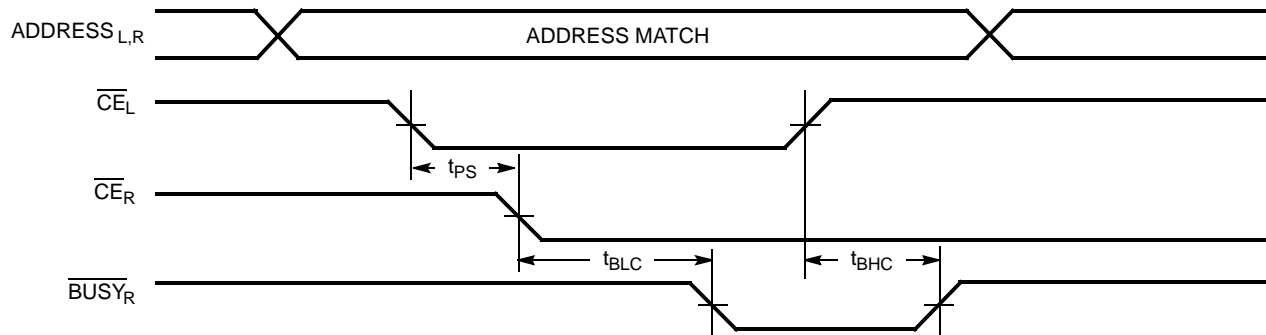 ADDRESS L,R ADDRESS MATCH
CE L
tPS
CE R
tBLC tBHC
BUSY R